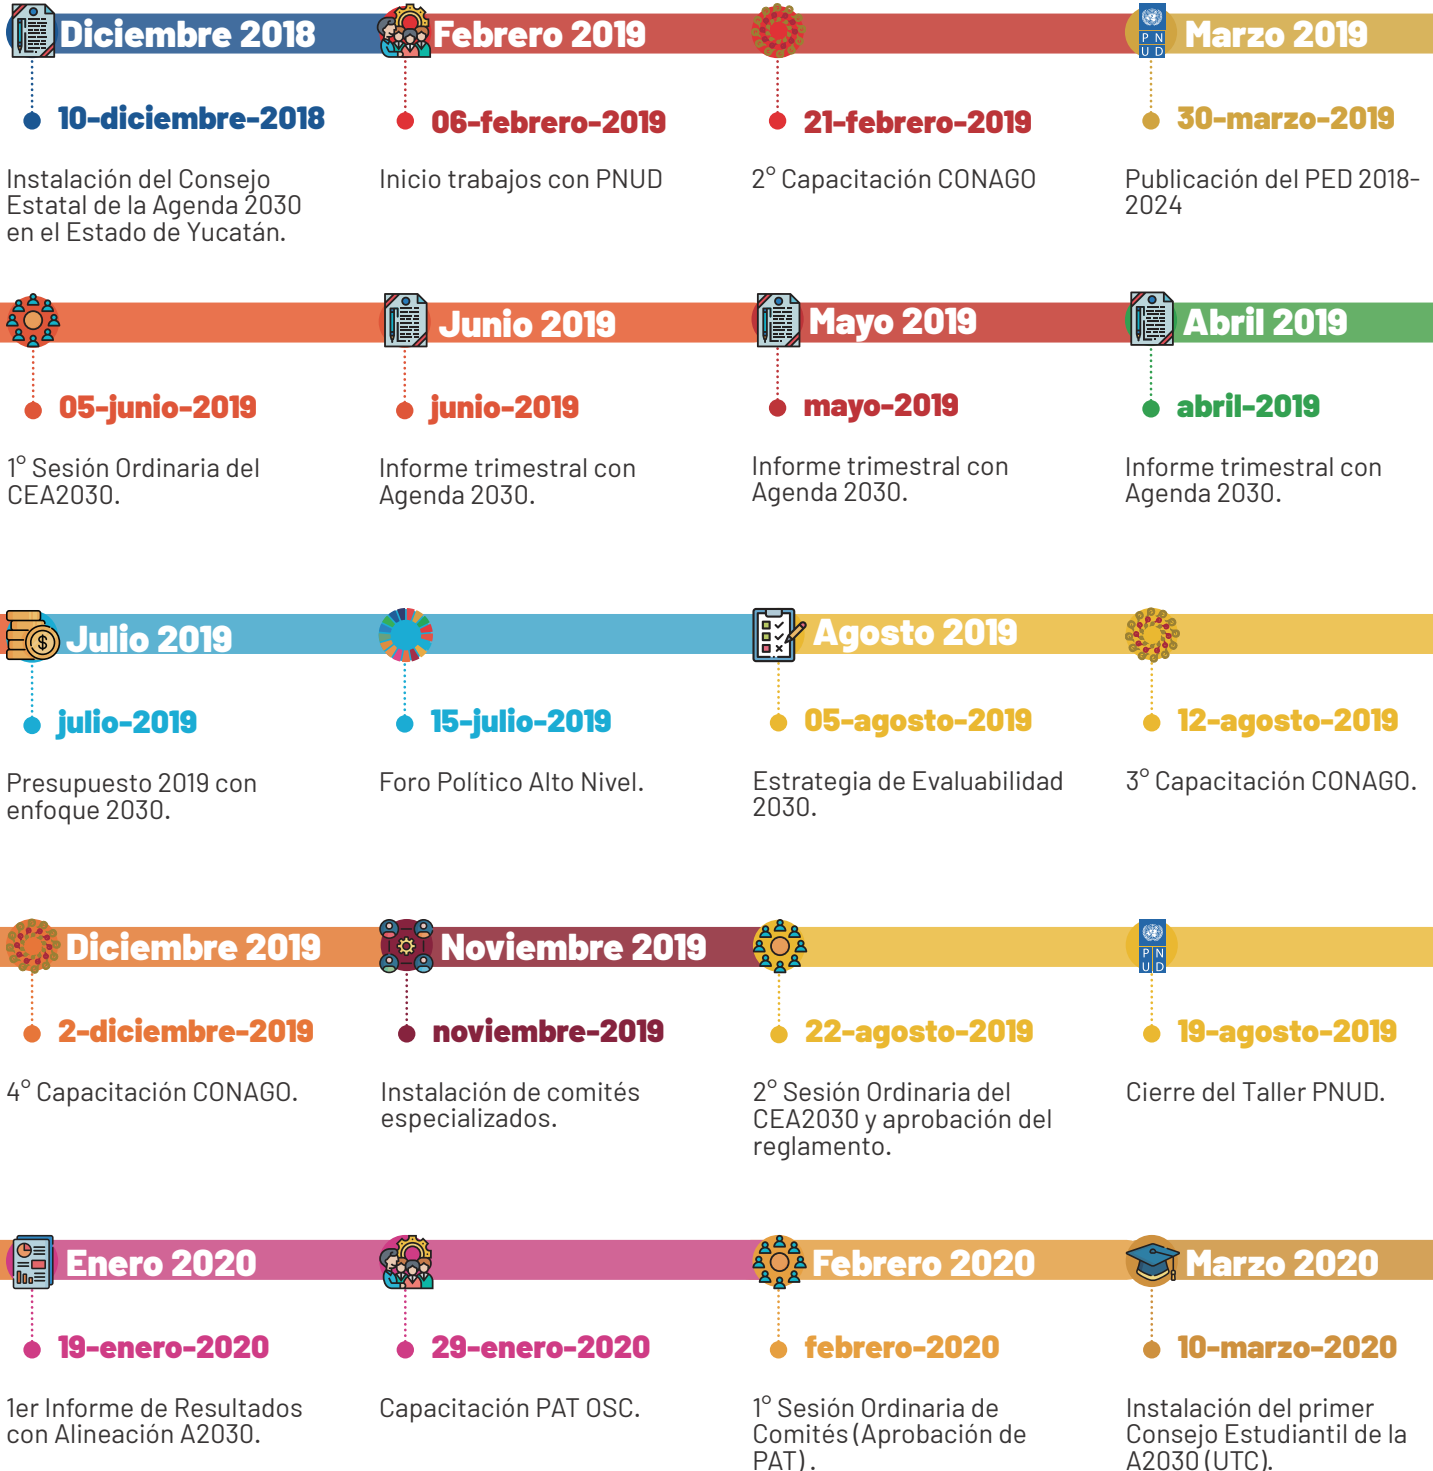 Diciembre 2018
10-diciembre-2018
Instalación del Consejo
Estatal de la Agenda 2030
en el Estado de Yucatán.
Febrero 2019
06-febrero-2019
Inicio trabajos con PNUD
21-febrero-2019
2° Capacitación CONAGO
P N
U D
Marzo 2019
30-marzo-2019
Publicación del PED 2018-
2024
05-junio-2019
1° Sesión Ordinaria del
CEA2030.
Junio 2019
junio-2019
Informe trimestral con
Agenda 2030.
Mayo 2019
mayo-2019
Informe trimestral con
Agenda 2030.
Abril 2019
abril-2019
Informe trimestral con
Agenda 2030.
$
Julio 2019
julio-2019
Presupuesto 2019 con
enfoque 2030.
15-julio-2019
Foro Político Alto Nivel.
Agosto 2019
05-agosto-2019
Estrategia de Evaluabilidad
2030.
12-agosto-2019
3° Capacitación CONAGO.
Diciembre 2019
2-diciembre-2019
4° Capacitación CONAGO.
Noviembre 2019
noviembre-2019
Instalación de comités
especializados.
22-agosto-2019
2° Sesión Ordinaria del
CEA2030 y aprobación del
reglamento.
P N
U D
19-agosto-2019
Cierre del Taller PNUD.
Enero 2020
19-enero-2020
1er Informe de Resultados
con Alineación A2030.
29-enero-2020
Capacitación PAT OSC.
Febrero 2020
febrero-2020
1° Sesión Ordinaria de
Comités (Aprobación de
PAT) .
Marzo 2020
10-marzo-2020
Instalación del primer
Consejo Estudiantil de la
A2030 (UTC).